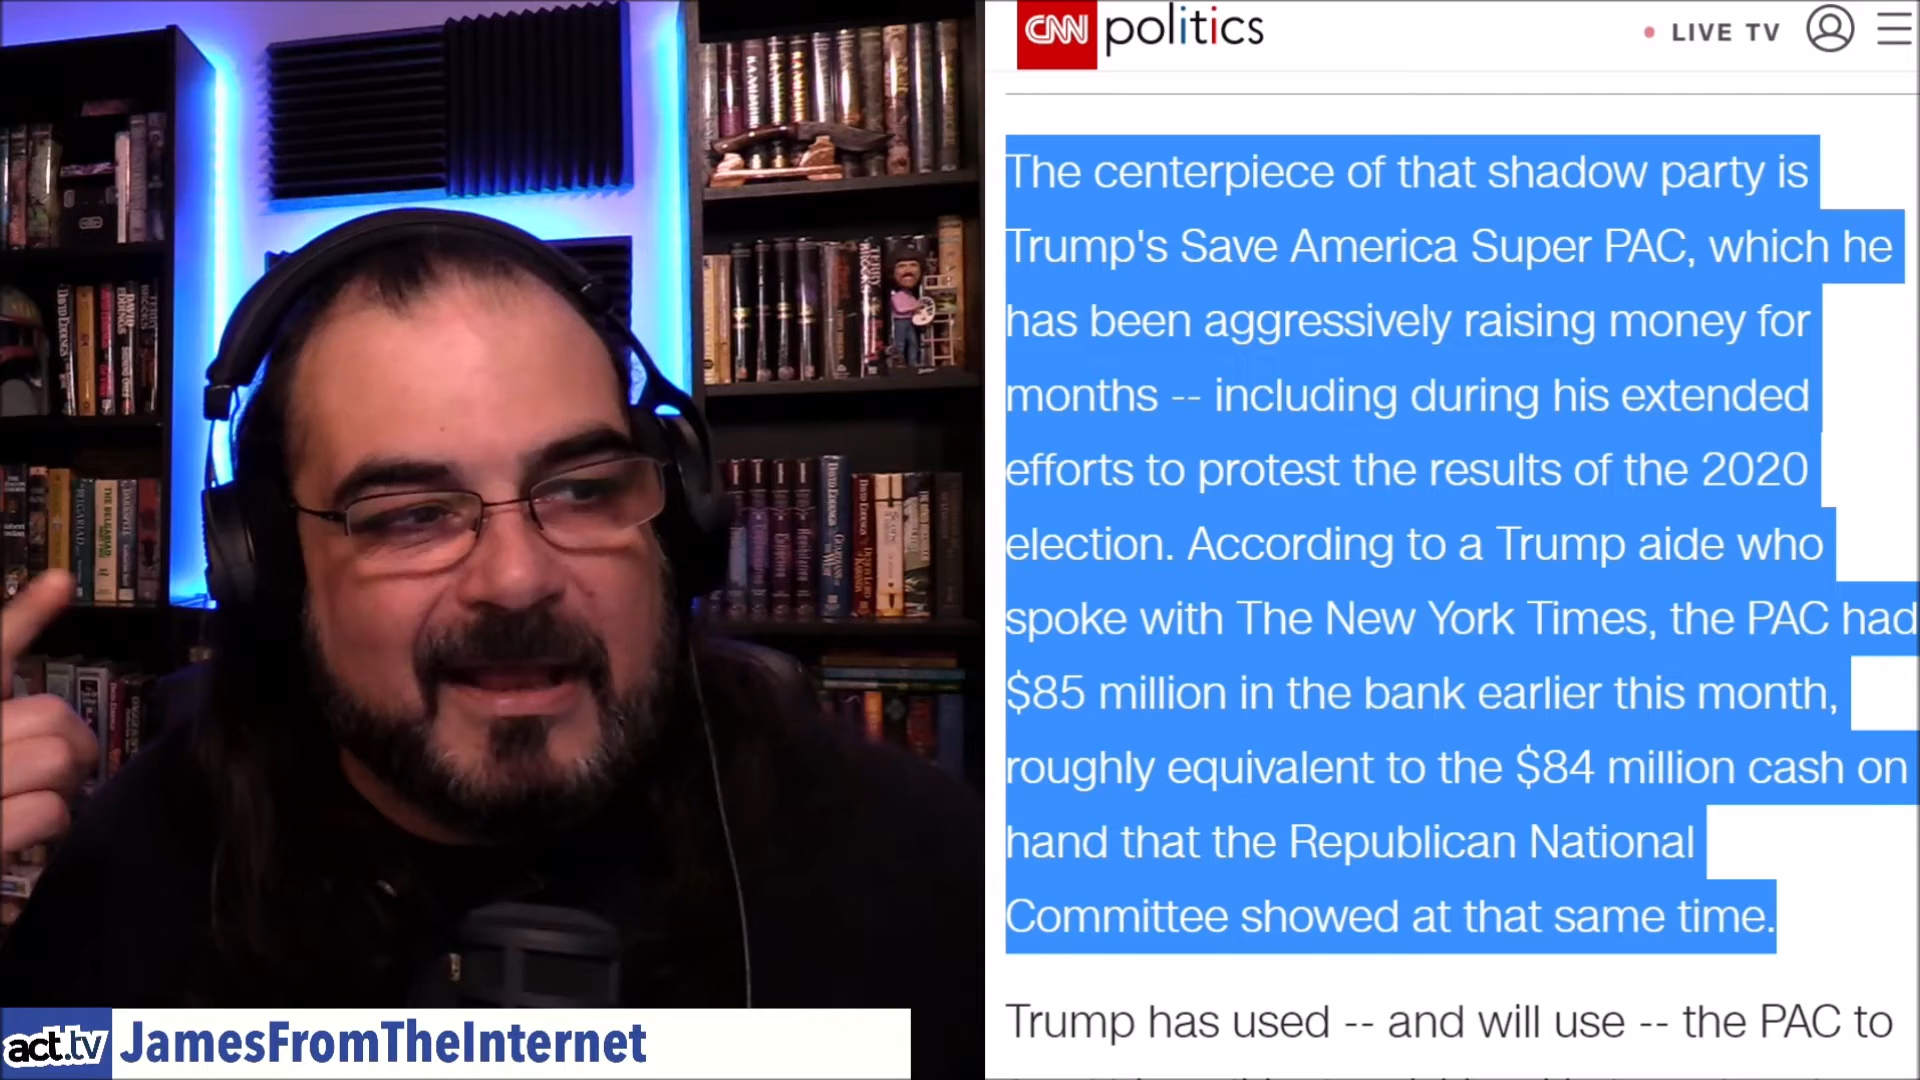 CNN politics
LIVE TV
The centerpiece of that shadow party is
Trump's Save America Super PAC, which he
has been aggressively raising money for
months -- including during his extended
efforts to protest the results of the 2020
election. According to a Trump aide who
spoke with The New York Times, the PAC had
$85 million in the bank earlier this month,
roughly equivalent to the $84 million cash on
hand that the Republican National
Committee showed at that same time.
Trump has used -- and will use -- the PAC to
act.tv JamesFromTheInternet
DAVID EDDINGS
THE BELGARIAD